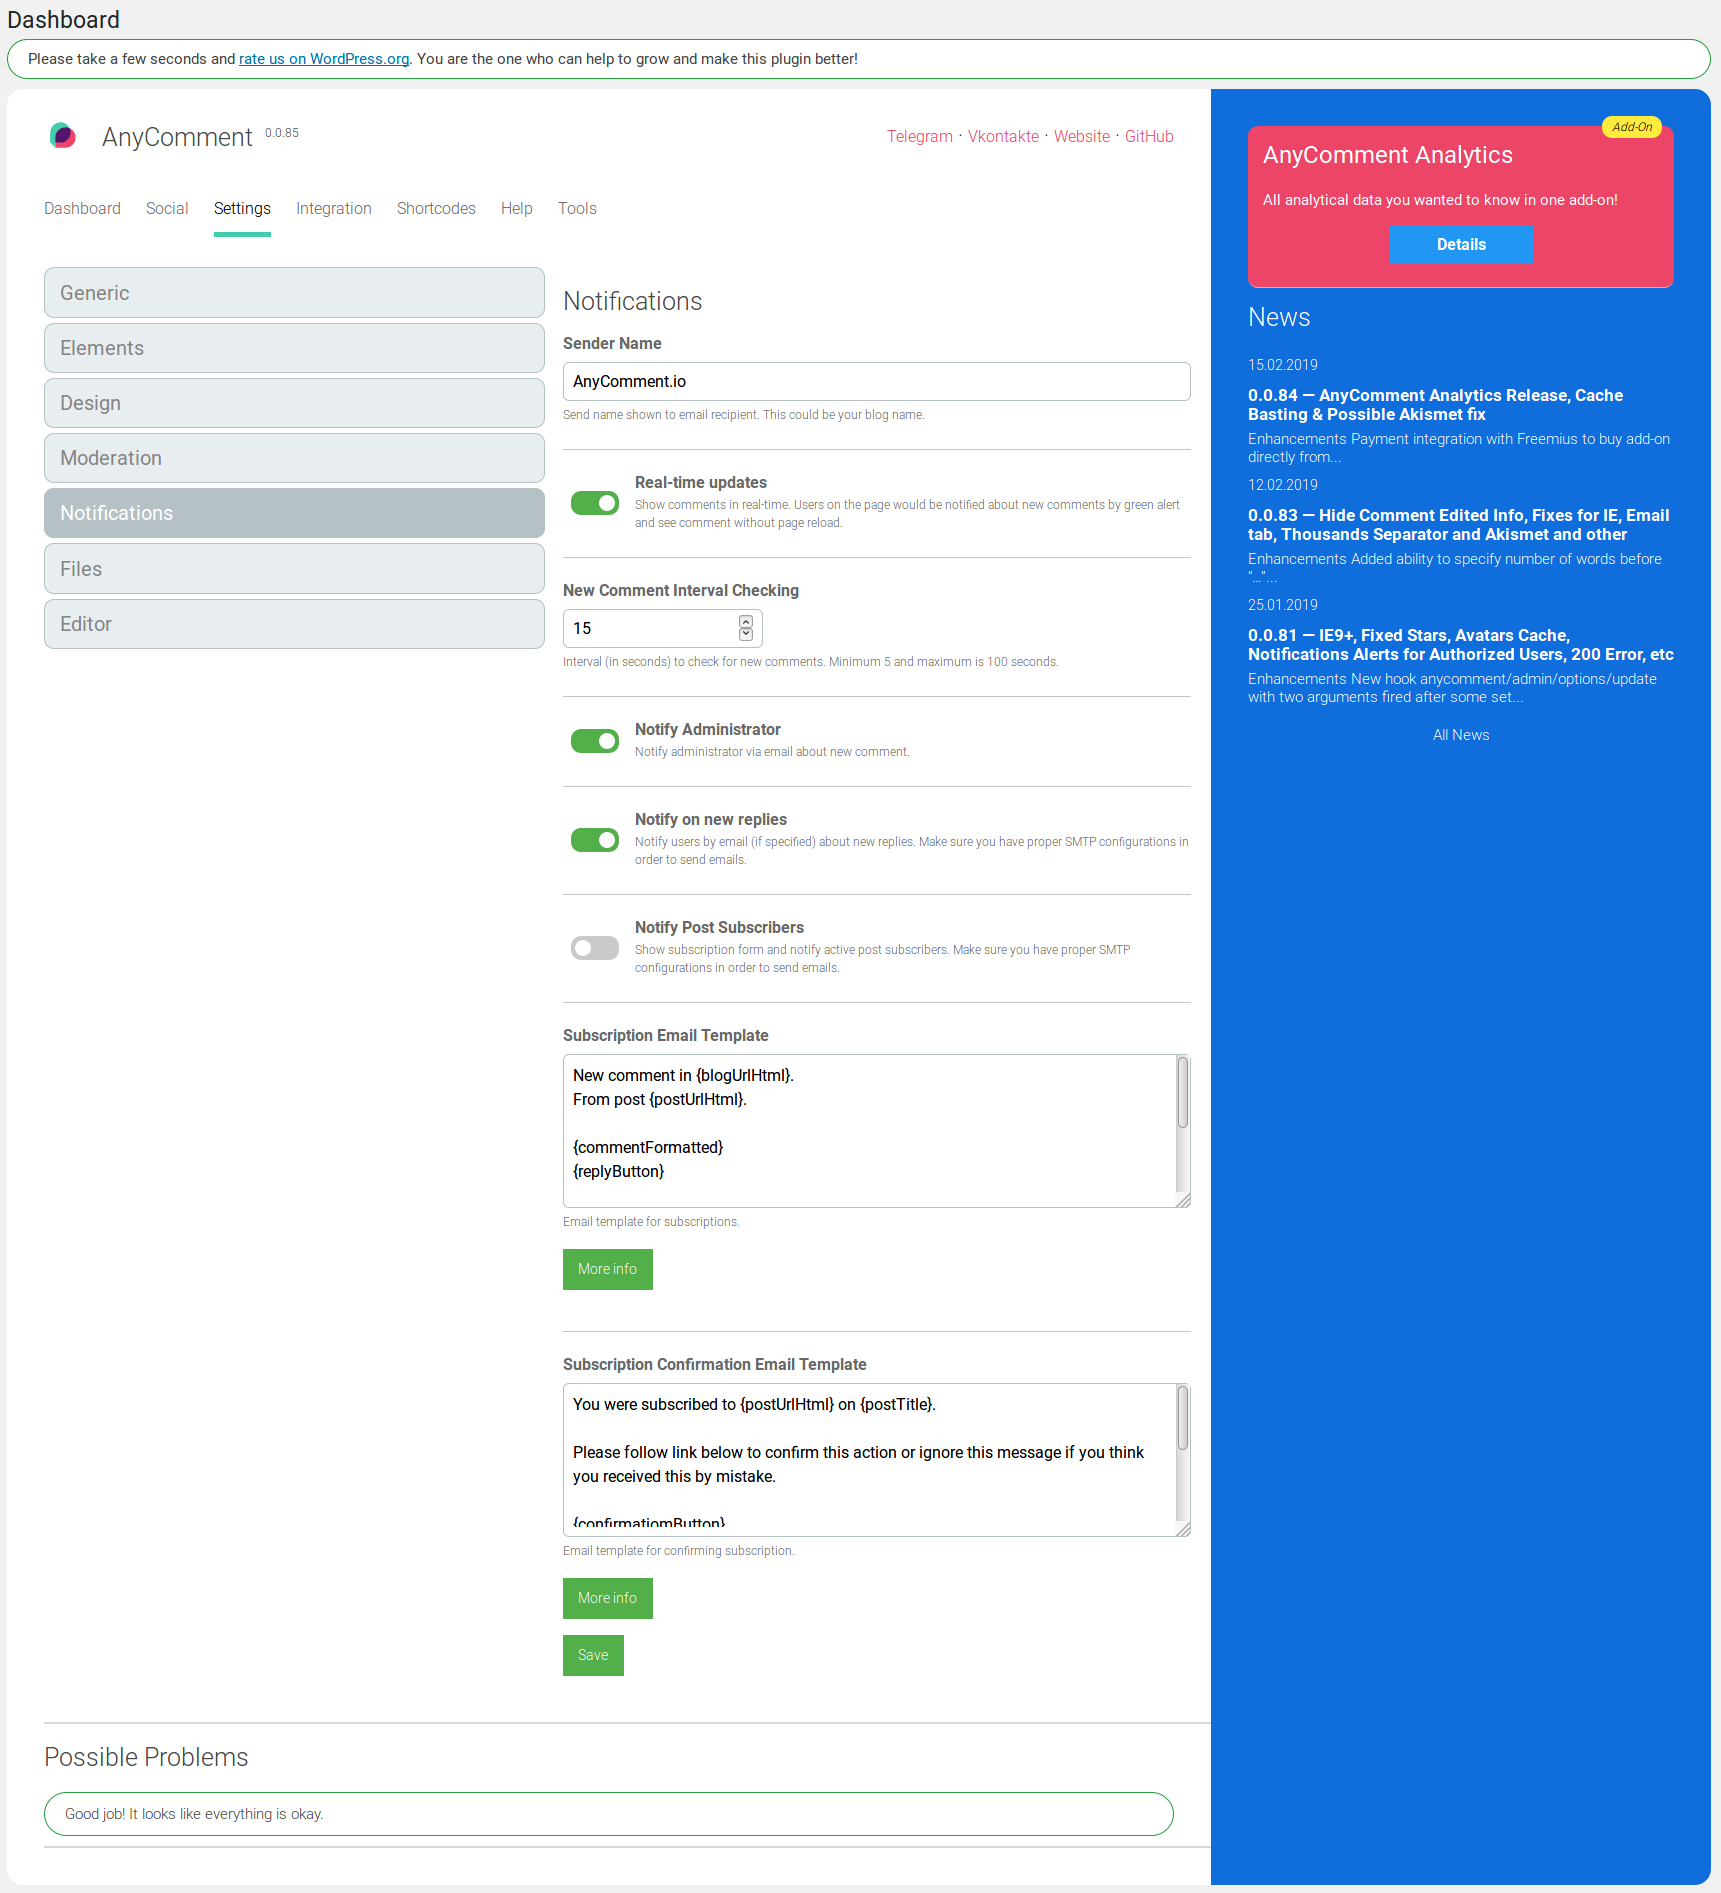 Dashboard
Please take a few seconds and rate us on WordPress.org. You are the one who can help to grow and make this plugin better!
AnyComment 0.0.85
Telegram · Vkontakte · Website · GitHub
Dashboard Social Settings Integration Shortcodes Help Tools
Generic
Elements
Design
Moderation
Notifications
Files
Editor
Notifications
Sender Name
AnyComment.io
Send name shown to email recipient. This could be your blog name.
Real-time updates
Show comments in real-time. Users on the page would be notified about new comments by green alert
and see comment without page reload.
New Comment Interval Checking
15
Interval (in seconds) to check for new comments. Minimum 5 and maximum is 100 seconds.
Notify Administrator
Notify administrator via email about new comment.
Notify on new replies
Notify users by email (if specified) about new replies. Make sure you have proper SMTP configurations in
order to send emails.
Notify Post Subscribers
Show subscription form and notify active post subscribers. Make sure you have proper SMTP
configurations in order to send emails.
Subscription Email Template
New comment in {blogUrlHtml}.
From post {postUrlHtml}.
{commentFormatted}
{replyButton}
Email template for subscriptions.
More info
Subscription Confirmation Email Template
You were subscribed to {postUrlHtml} on {postTitle}.
Please follow link below to confirm this action or ignore this message if you think
you received this by mistake.
{confirmatiomButton}
Email template for confirming subscription.
More info
Save
Possible Problems
Good job! It looks like everything is okay.
Add-On
AnyComment Analytics
All analytical data you wanted to know in one add-on!
Details
News
15.02.2019
0.0.84 — AnyComment Analytics Release, Cache
Basting & Possible Akismet fix
Enhancements Payment integration with Freemius to buy add-on
directly from...
12.02.2019
0.0.83 — Hide Comment Edited Info, Fixes for IE, Email
tab, Thousands Separator and Akismet and other
Enhancements Added ability to specify number of words before
“…”...
25.01.2019
0.0.81 — IE9+, Fixed Stars, Avatars Cache,
Notifications Alerts for Authorized Users, 200 Error, etc
Enhancements New hook anycomment/admin/options/update
with two arguments fired after some set...
All News